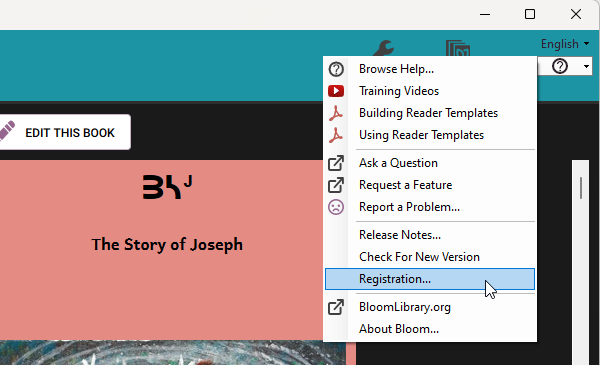 English
EDIT THIS BOOK
The Story of Joseph
Browse Help...
Training Videos
Building Reader Templates
Using Reader Templates
Ask a Question
Request a Feature
Report a Problem...
Release Notes...
Check For New Version
Registration...
BloomLibrary.org
About Bloom...